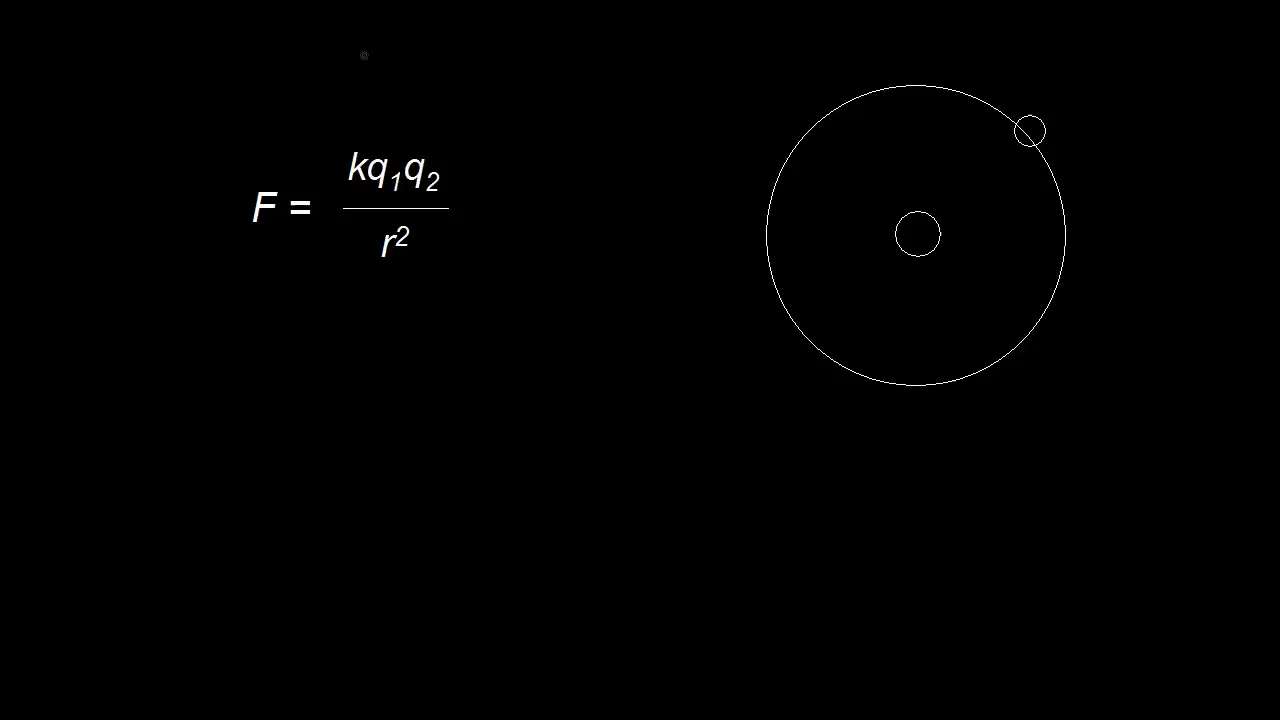 F = kq₁q₂ / r²